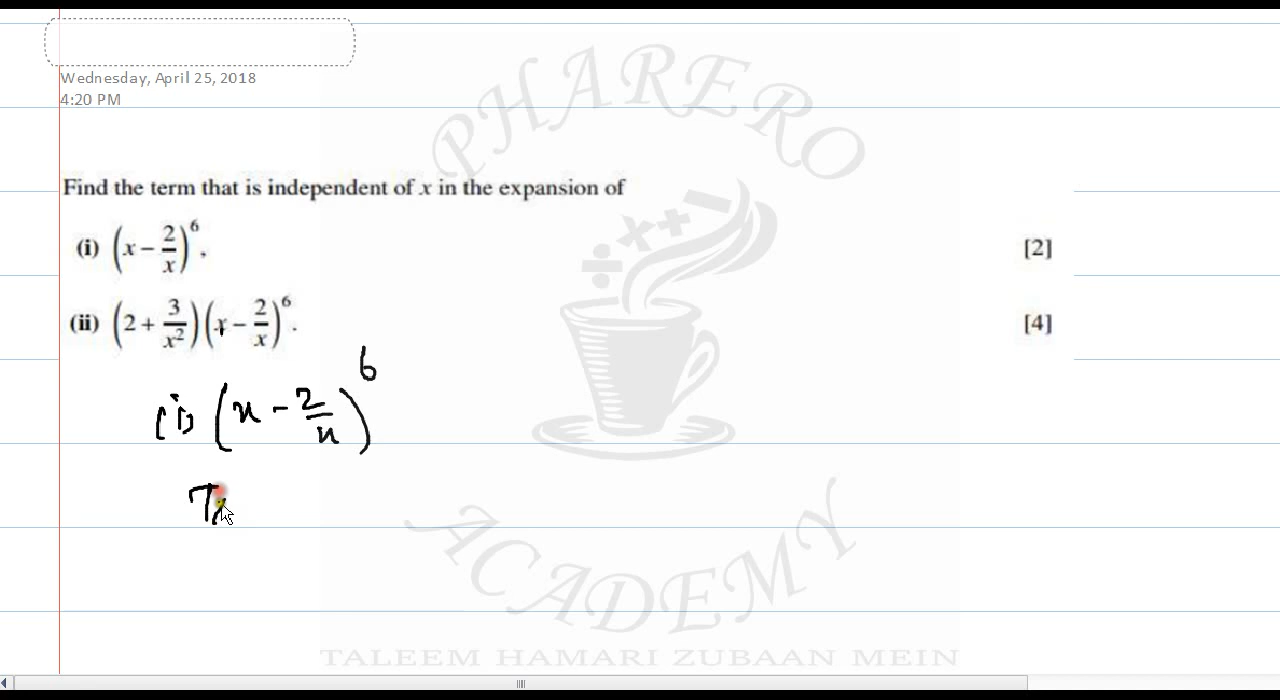 Wednesday, April 25, 2018
4:20 PM
PHARERO
Find the term that is independent of x in the expansion of
(i) (x − 2/x)^6. [2]
(ii) (2 + 3/x^2)(x − 2/x)^6. [4]
(i) (x − 2/x)^6
T
ACADEMY
TALEEM HAMARI ZUBAAN MEIN